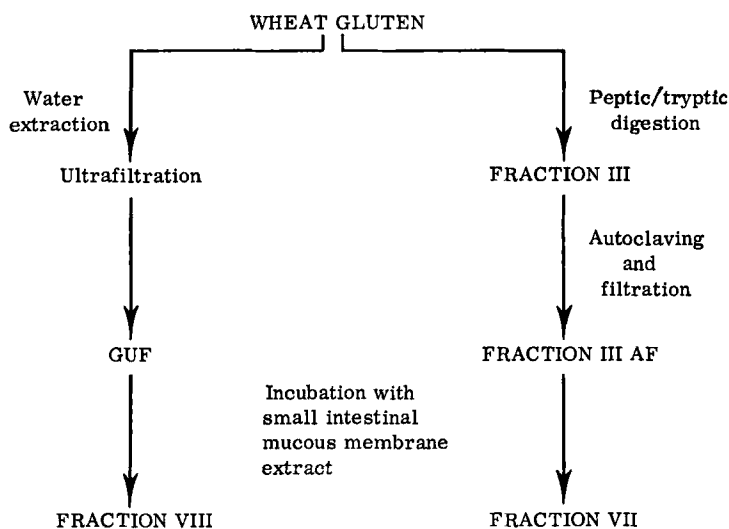 WHEAT GLUTEN
Water
extraction
Peptic/tryptic
digestion
Ultrafiltration
FRACTION III
Autoclaving
and
filtration
GUF
FRACTION III AF
Incubation with
small intestinal
mucous membrane
extract
FRACTION VIII
FRACTION VII